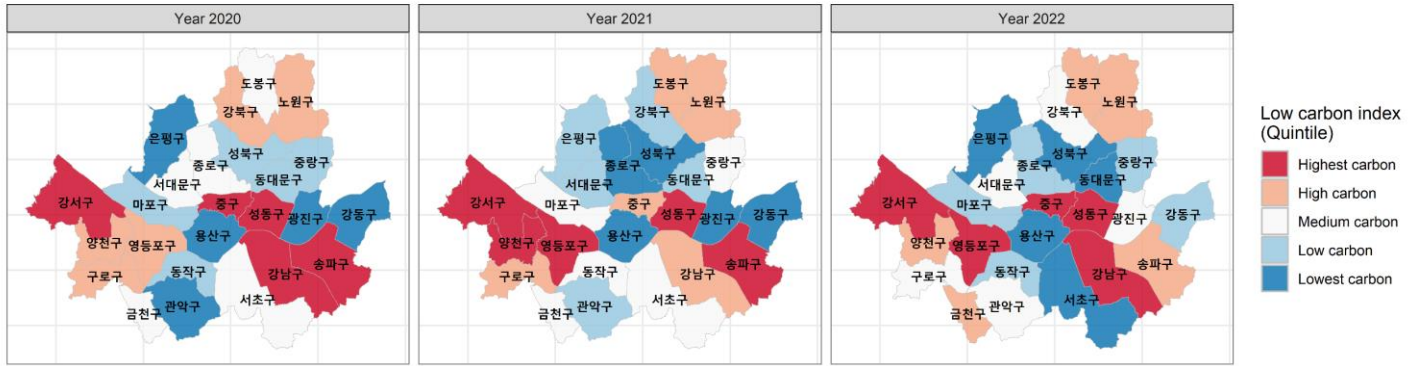 Year 2020
Year 2021
Year 2022
도봉구
노원구
강북구
은평구
성북구
종로구
중랑구
서대문구
동대문구
강서구
마포구
중구
성동구
광진구
강동구
용산구
양천구
영등포구
송파구
구로구
동작구
강남구
서초구
관악구
금천구
도봉구
노원구
강북구
은평구
성북구
종로구
중랑구
서대문구
동대문구
강서구
마포구
중구
성동구
광진구
강동구
용산구
양천구
영등포구
송파구
구로구
동작구
강남구
서초구
관악구
금천구
도봉구
노원구
강북구
은평구
성북구
종로구
중랑구
서대문구
동대문구
강서구
마포구
중구
성동구
광진구
강동구
용산구
양천구
영등포구
송파구
구로구
동작구
강남구
서초구
관악구
금천구
Low carbon index
(Quintile)
Highest carbon
High carbon
Medium carbon
Low carbon
Lowest carbon